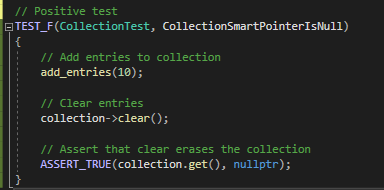 // Positive test
TEST_F(CollectionTest, CollectionSmartPointerIsNull)
{
// Add entries to collection
add_entries(10);
// Clear entries
collection->clear();
// Assert that clear erases the collection
ASSERT_TRUE(collection.get(), nullptr);
}